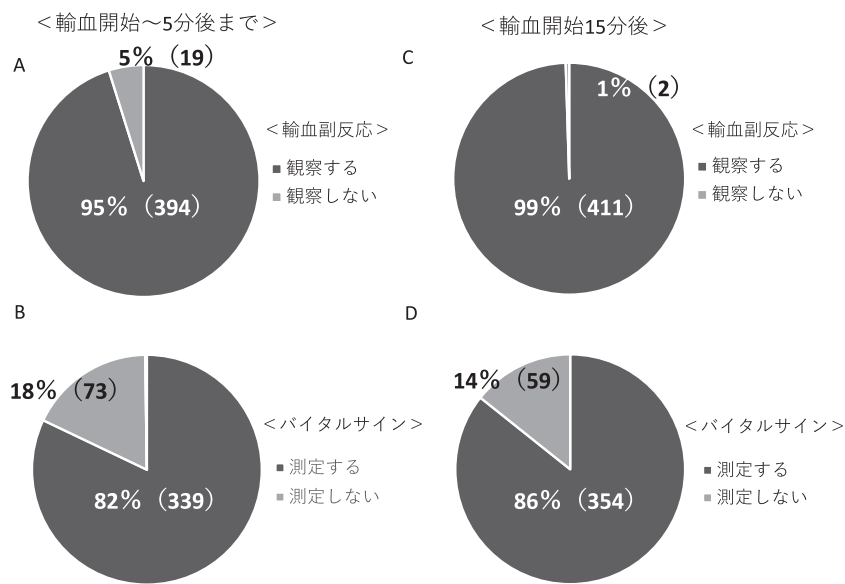 ＜輸血開始～5分後まで＞
A
5%（19）
＜輸血副反応＞
観察する
観察しない
95%（394）
B
18%（73）
＜バイタルサイン＞
測定する
測定しない
82%（339）
＜輸血開始15分後＞
C
1%（2）
＜輸血副反応＞
観察する
観察しない
99%（411）
D
14%（59）
＜バイタルサイン＞
測定する
測定しない
86%（354）